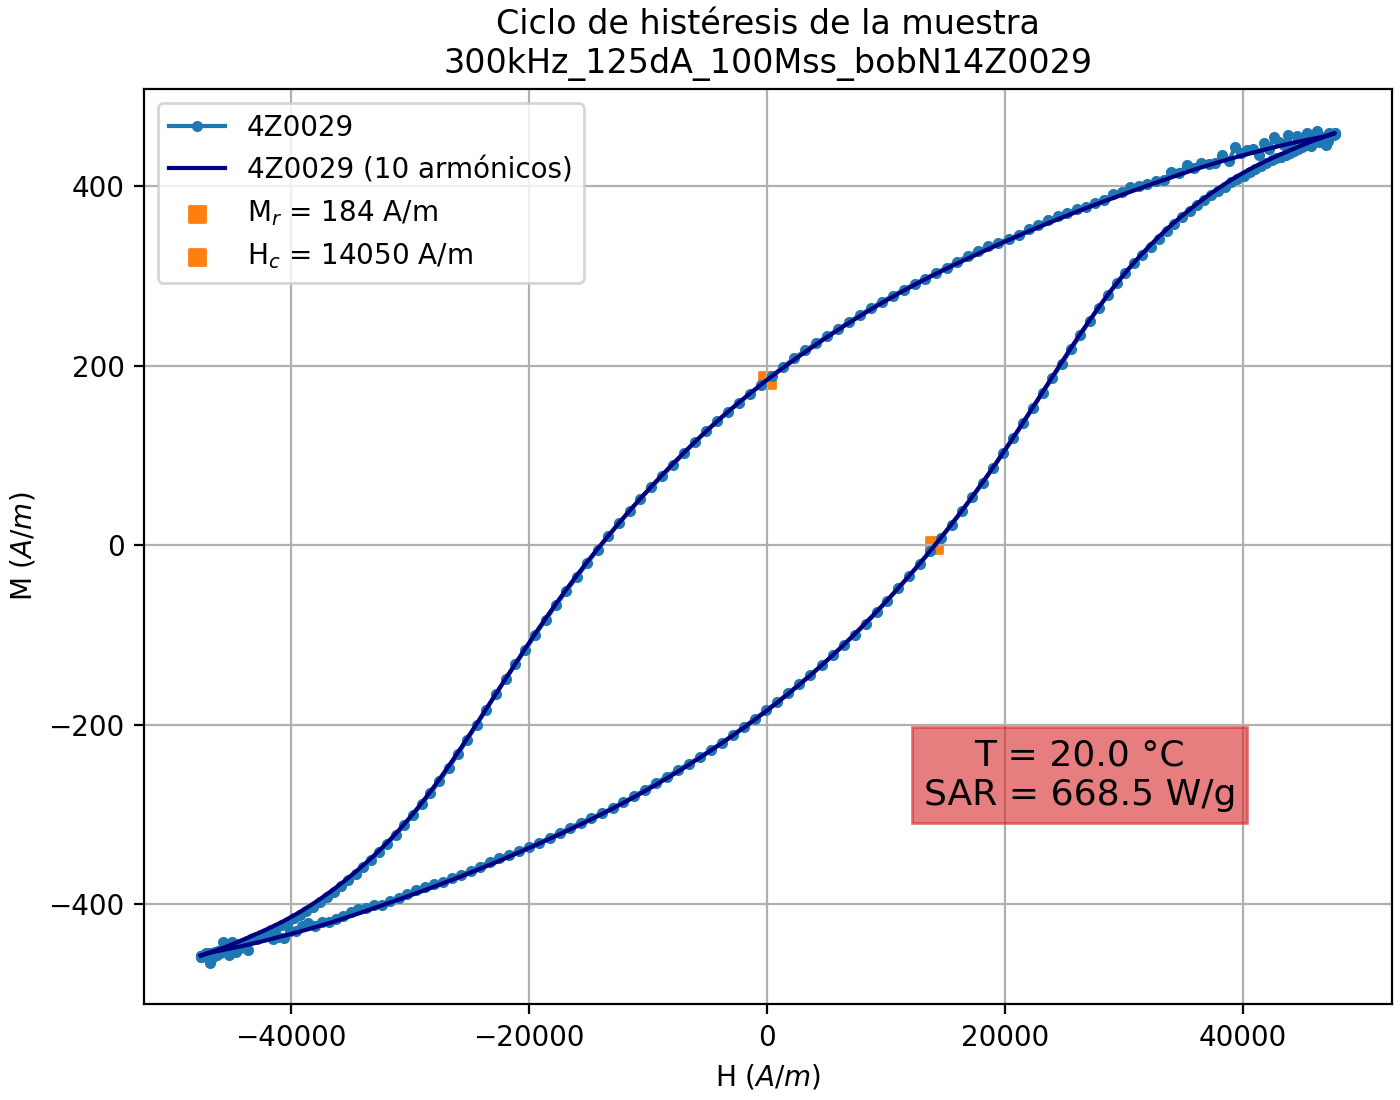 Ciclo de histéresis de la muestra
300kHz_125dA_100Mss_bobN14Z0029
4Z0029
4Z0029 (10 armónicos)
Mr = 184 A/m
Hc = 14050 A/m
400
200
0
−200
−400
M (A/m)
T = 20.0 °C
SAR = 668.5 W/g
−40000
−20000
0
20000
40000
H (A/m)